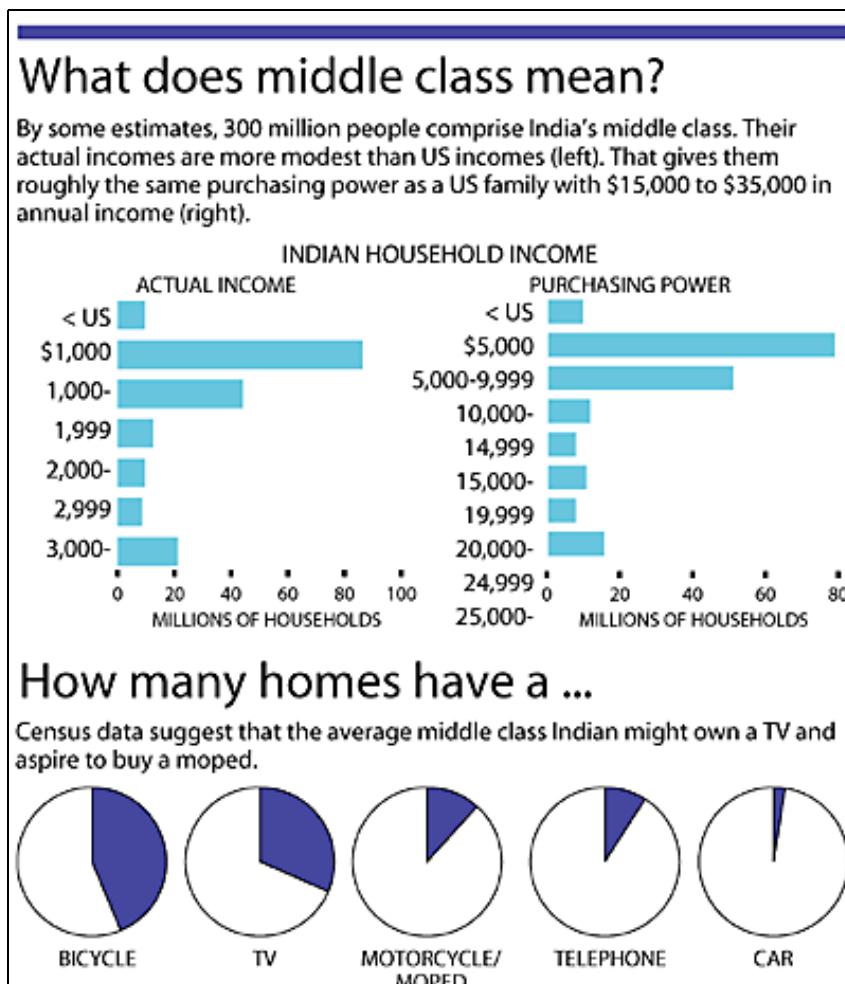 What does middle class mean?
By some estimates, 300 million people comprise India's middle class. Their
actual incomes are more modest than US incomes (left). That gives them
roughly the same purchasing power as a US family with $15,000 to $35,000 in
annual income (right).
INDIAN HOUSEHOLD INCOME
ACTUAL INCOME
< US
$1,000
1,000-
1,999
2,000-
2,999
3,000-
0 20 40 60 80 100
MILLIONS OF HOUSEHOLDS
PURCHASING POWER
< US
$5,000
5,000-9,999
10,000-
14,999
15,000-
19,999
20,000-
24,999
25,000-
0 20 40 60 80
MILLIONS OF HOUSEHOLDS
How many homes have a ...
Census data suggest that the average middle class Indian might own a TV and
aspire to buy a moped.
BICYCLE
TV
MOTORCYCLE/
MOPED
TELEPHONE
CAR